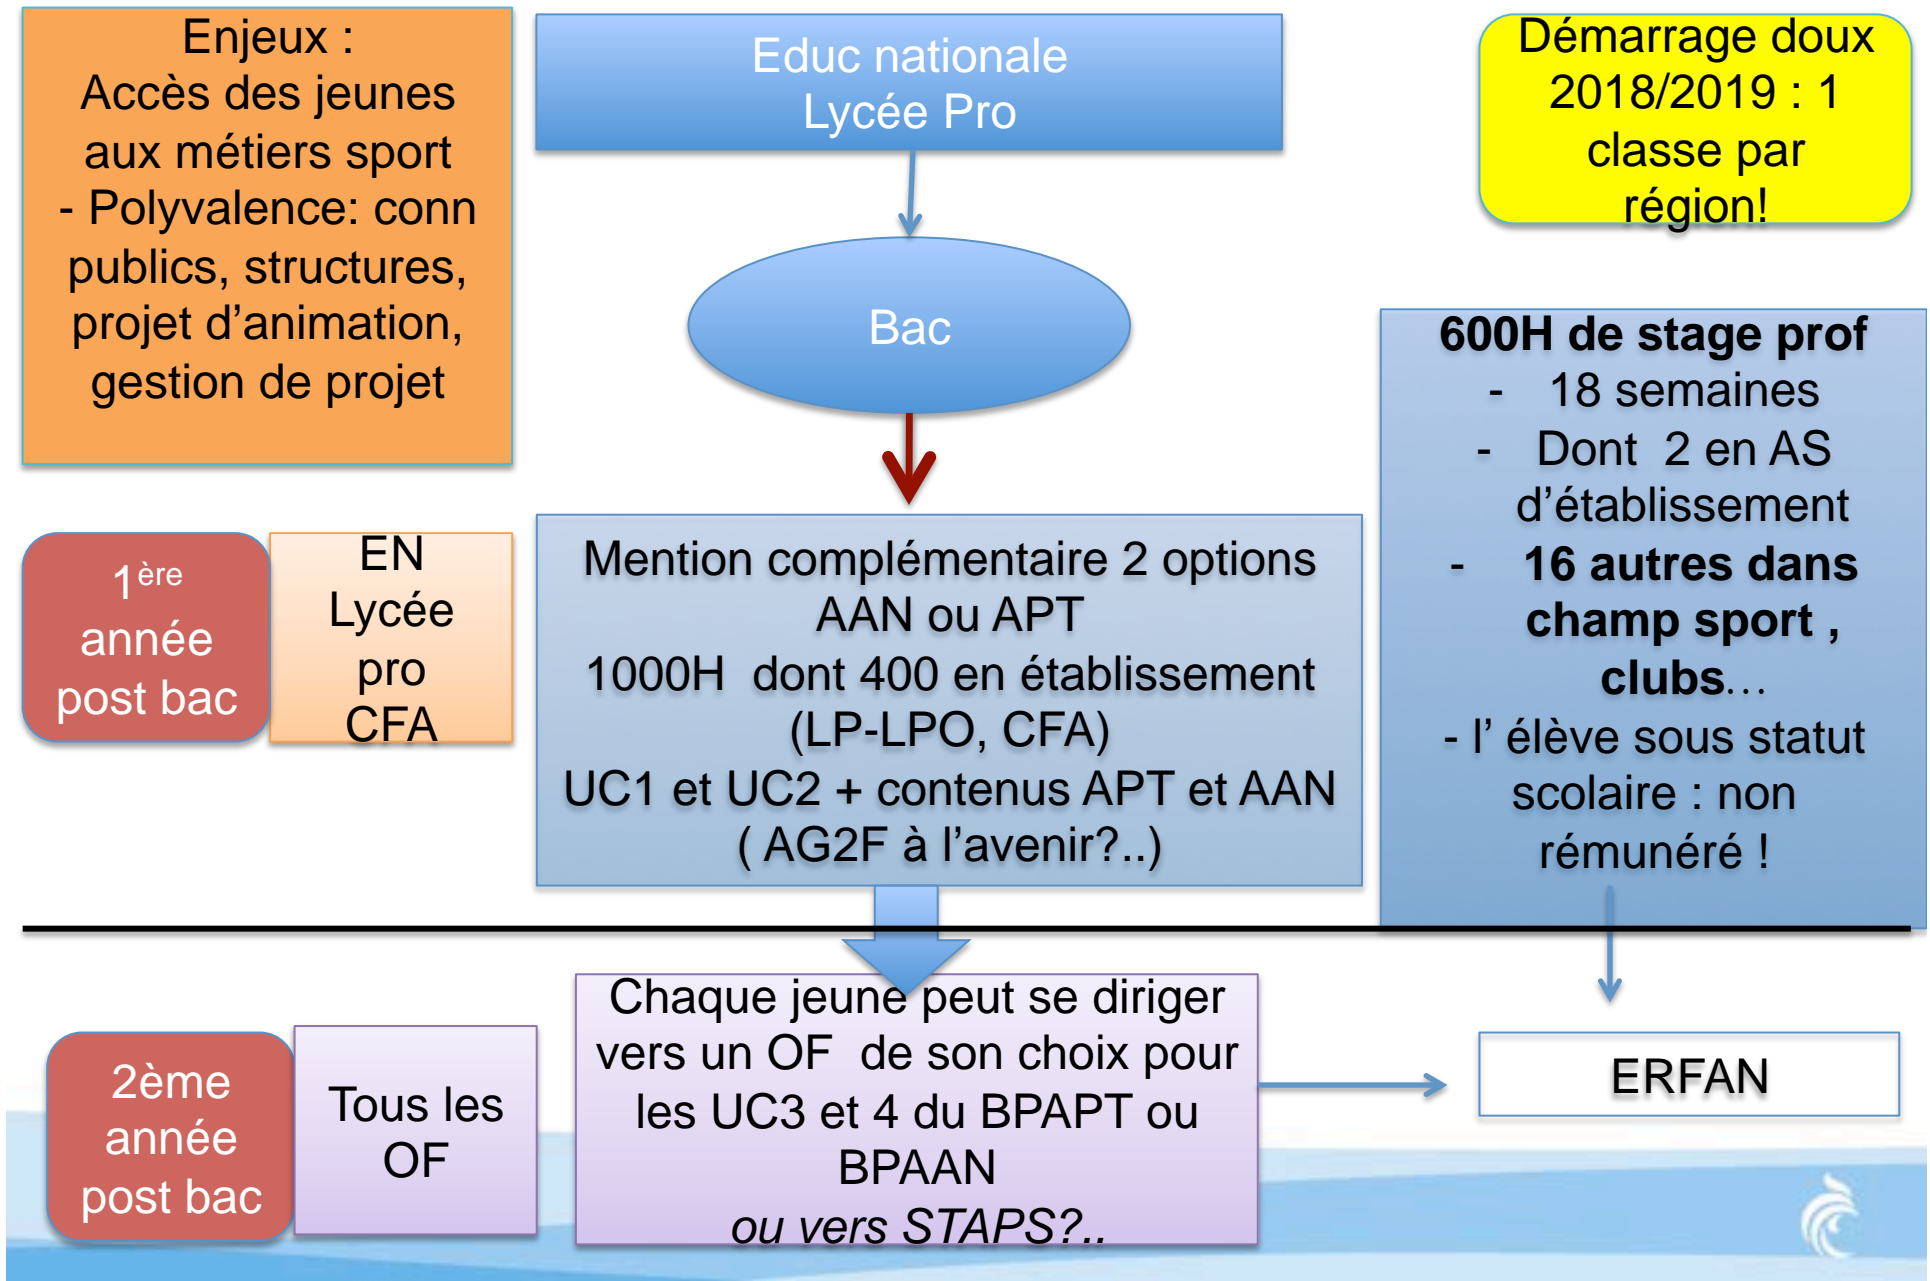 Enjeux :
Accès des jeunes
aux métiers sport
- Polyvalence: conn
publics, structures,
projet d’animation,
gestion de projet
Educ nationale
Lycée Pro
Démarrage doux
2018/2019 : 1
classe par
région!
Bac
600H de stage prof
- 18 semaines
- Dont 2 en AS
d’établissement
- 16 autres dans
champ sport ,
clubs…
- l’ élève sous statut
scolaire : non
rémunéré !
1ère
année
post bac
EN
Lycée
pro
CFA
Mention complémentaire 2 options
AAN ou APT
1000H dont 400 en établissement
(LP-LPO, CFA)
UC1 et UC2 + contenus APT et AAN
( AG2F à l’avenir?..)
2ème
année
post bac
Tous les
OF
Chaque jeune peut se diriger
vers un OF de son choix pour
les UC3 et 4 du BPAPT ou
BPAAN
ou vers STAPS?..
ERFAN